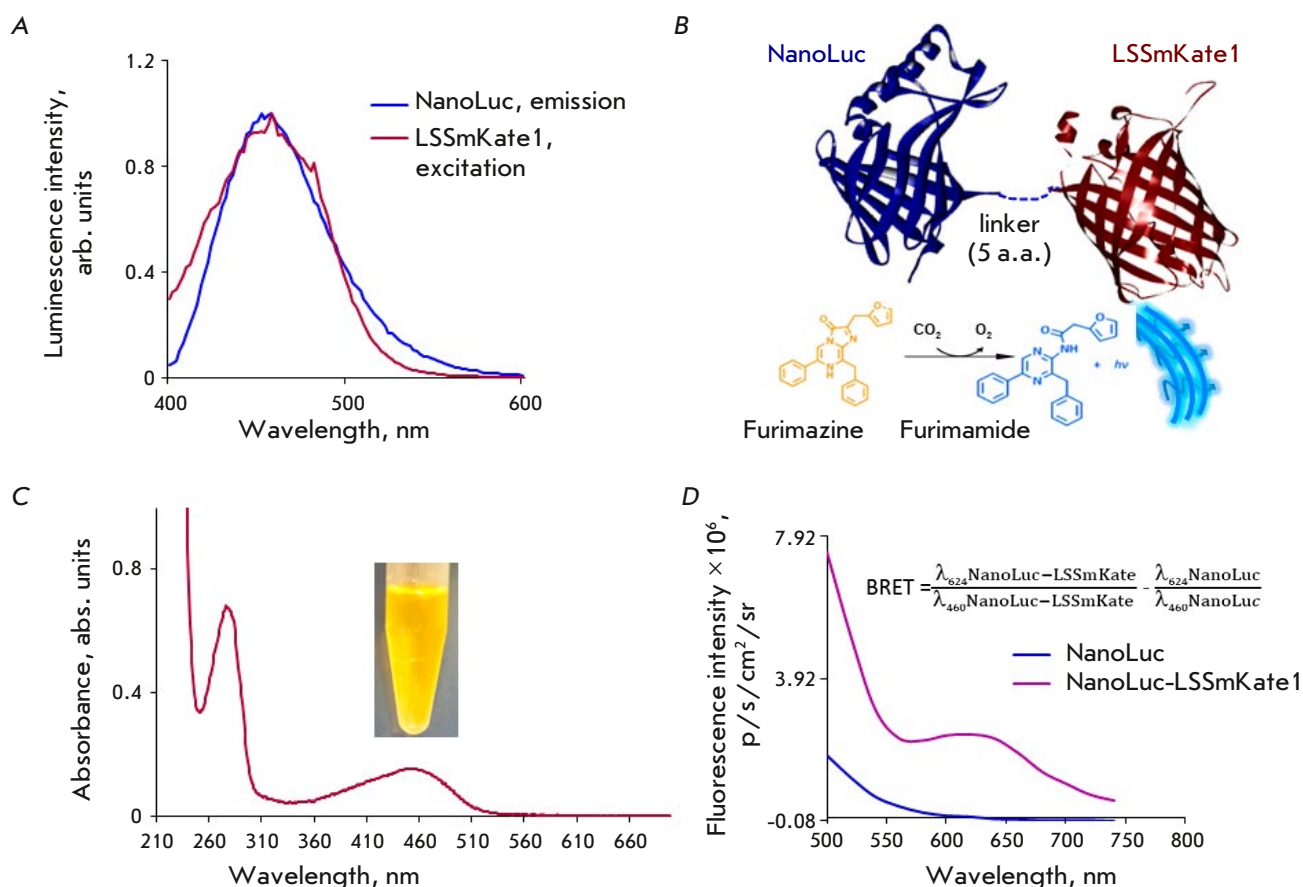 A
Luminescence intensity,
arb. units
1.2
0.8
0.4
0
400
500
600
Wavelength, nm
NanoLuc, emission
LSSmKate1,
excitation
B
NanoLuc
LSSmKate1
linker
(5 a.a.)
CO₂
O₂
O
N
N
N
N
H
O
O
N
N
NH
O
+ hν
Furimazine
Furimamide
C
Absorbance, abs. units
0.8
0.4
0
210 260 310 360 410 460 510 560 610 660
Wavelength, nm
D
Fluorescence intensity ×10⁶,
p/s/cm²/sr
7.92
3.92
-0.08
500 550 600 650 700 750 800
Wavelength, nm
BRET = λ₆₂₄NanoLuc–LSSmKate / λ₄₆₀NanoLuc–LSSmKate - λ₆₂₄NanoLuc / λ₄₆₀NanoLuc
NanoLuc
NanoLuc-LSSmKate1